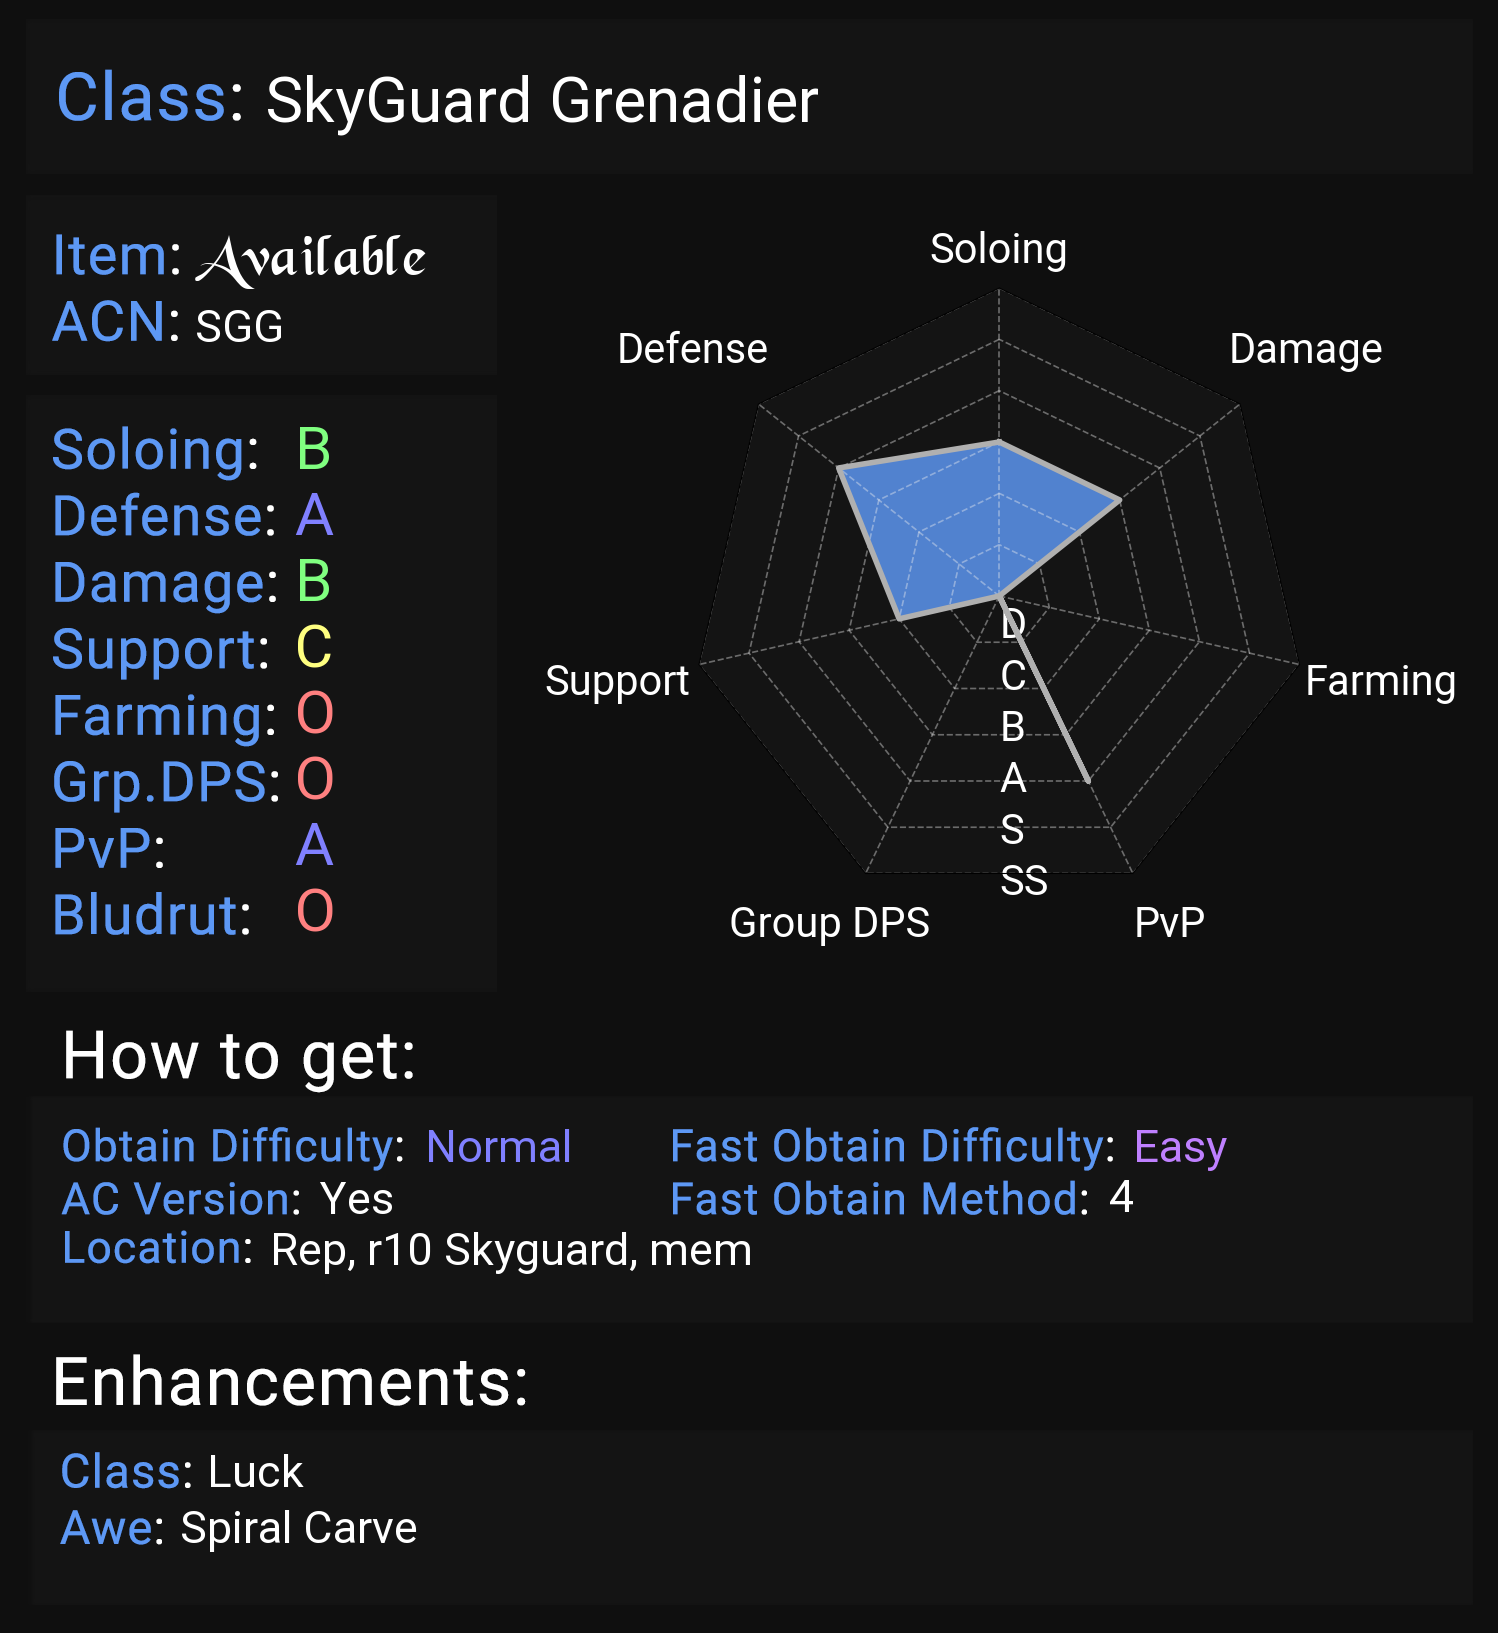 Class: SkyGuard Grenadier
Item: Available
ACN: SGG
Soloing: B
Defense: A
Damage: B
Support: C
Farming: O
Grp.DPS: O
PvP: A
Bludrut: O
Soloing
Defense
Damage
Support
Farming
Group DPS
PvP
D
C
B
A
S
SS
How to get:
Obtain Difficulty: Normal
Fast Obtain Difficulty: Easy
AC Version: Yes
Fast Obtain Method: 4
Location: Rep, r10 Skyguard, mem
Enhancements:
Class: Luck
Awe: Spiral Carve